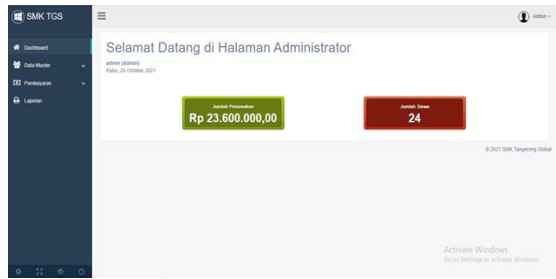 SMK TGS
Admin
Dashboard
Data Master
Pembayaran
Laporan
Selamat Datang di Halaman Administrator
admin (Admin)
Rabu, 20 Oktober 2021
Jumlah Pemasukan
Rp 23.600.000,00
Jumlah Siswa
24
© 2021 SMK Tangerang Global
Activate Windows
Go to Settings to activate Windows.